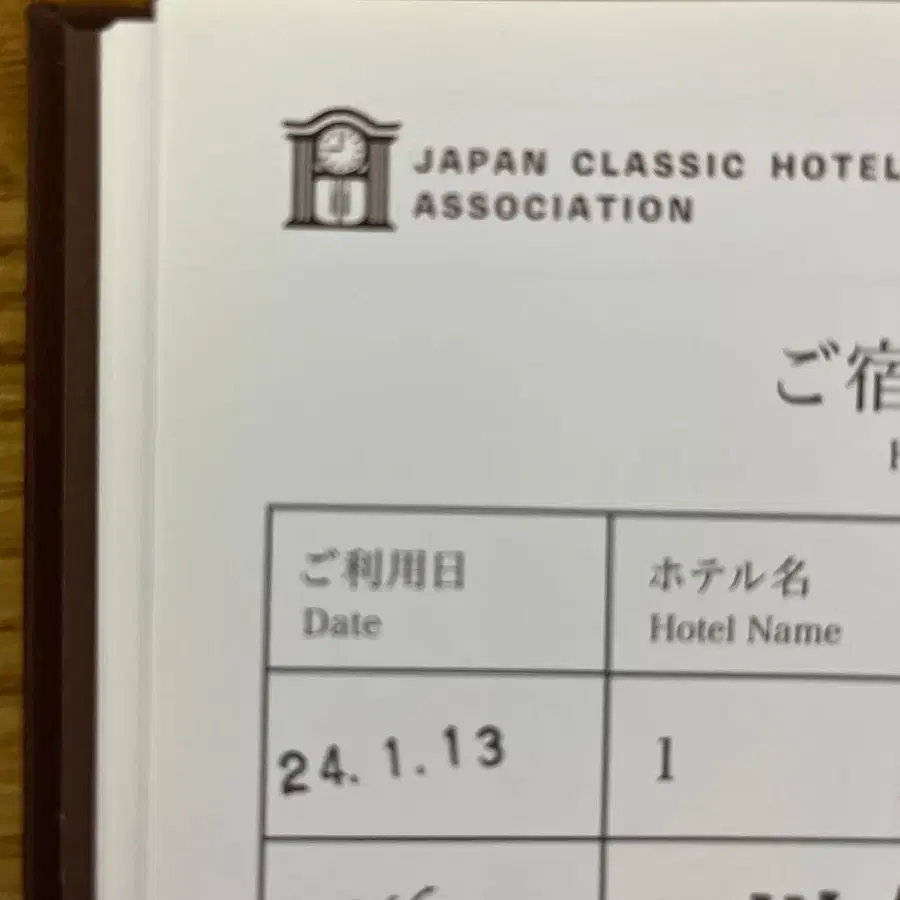 JAPAN CLASSIC HOTEL
ASSOCIATION
ご宿
ご利用日
Date
ホテル名
Hotel Name
24.1.13
1